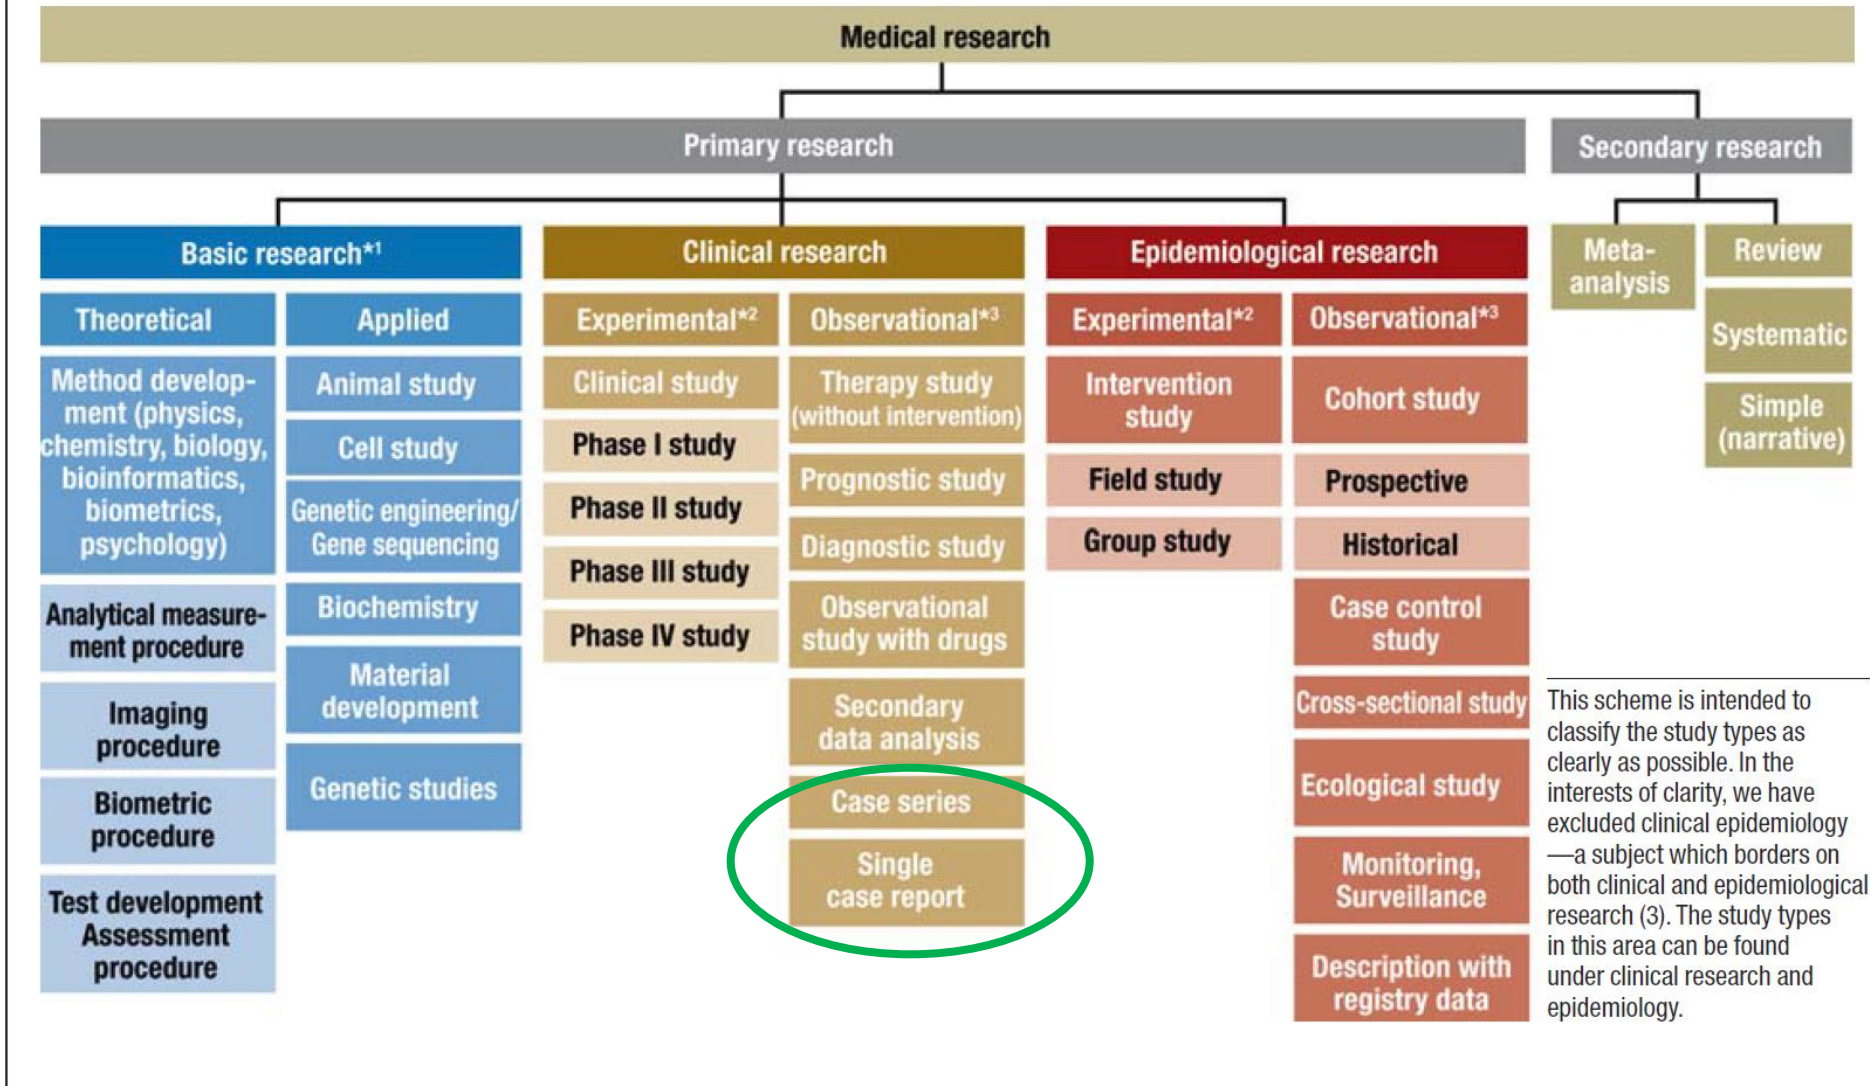 Medical research
Primary research
Secondary research
Basic research*1
Clinical research
Epidemiological research
Meta-
analysis
Review
Systematic
Simple
(narrative)
Theoretical
Method develop-
ment (physics,
chemistry, biology,
bioinformatics,
biometrics,
psychology)
Analytical measure-
ment procedure
Imaging
procedure
Biometric
procedure
Test development
Assessment
procedure
Applied
Animal study
Cell study
Genetic engineering/
Gene sequencing
Biochemistry
Material
development
Genetic studies
Experimental*2
Clinical study
Phase I study
Phase II study
Phase III study
Phase IV study
Observational*3
Therapy study
(without intervention)
Prognostic study
Diagnostic study
Observational
study with drugs
Secondary
data analysis
Case series
Single
case report
Experimental*2
Intervention
study
Field study
Group study
Observational*3
Cohort study
Prospective
Historical
Case control
study
Cross-sectional study
Ecological study
Monitoring,
Surveillance
Description with
registry data
This scheme is intended to
classify the study types as
clearly as possible. In the
interests of clarity, we have
excluded clinical epidemiology
—a subject which borders on
both clinical and epidemiological
research (3). The study types
in this area can be found
under clinical research and
epidemiology.